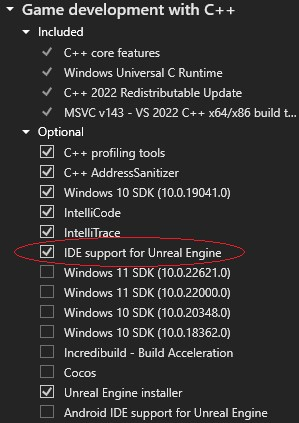 Game development with C++
Included
C++ core features
Windows Universal C Runtime
C++ 2022 Redistributable Update
MSVC v143 - VS 2022 C++ x64/x86 build t...
Optional
C++ profiling tools
C++ AddressSanitizer
Windows 10 SDK (10.0.19041.0)
IntelliCode
IntelliTrace
IDE support for Unreal Engine
Windows 11 SDK (10.0.22621.0)
Windows 11 SDK (10.0.22000.0)
Windows 10 SDK (10.0.20348.0)
Windows 10 SDK (10.0.18362.0)
Incredibuild - Build Acceleration
Cocos
Unreal Engine installer
Android IDE support for Unreal Engine